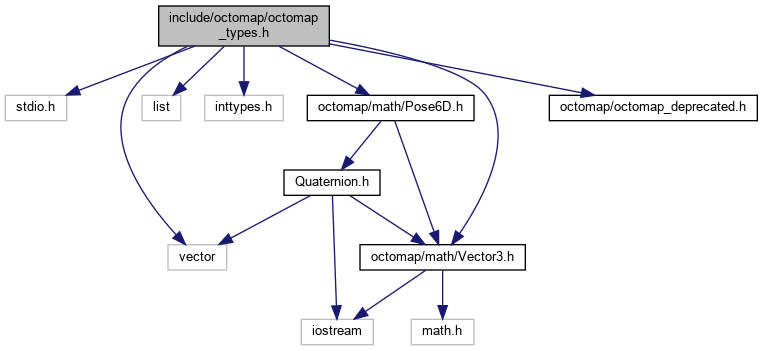 include/octomap/octomap
_types.h
stdio.h
list
inttypes.h
octomap/math/Pose6D.h
octomap/octomap_deprecated.h
Quaternion.h
vector
octomap/math/Vector3.h
iostream
math.h